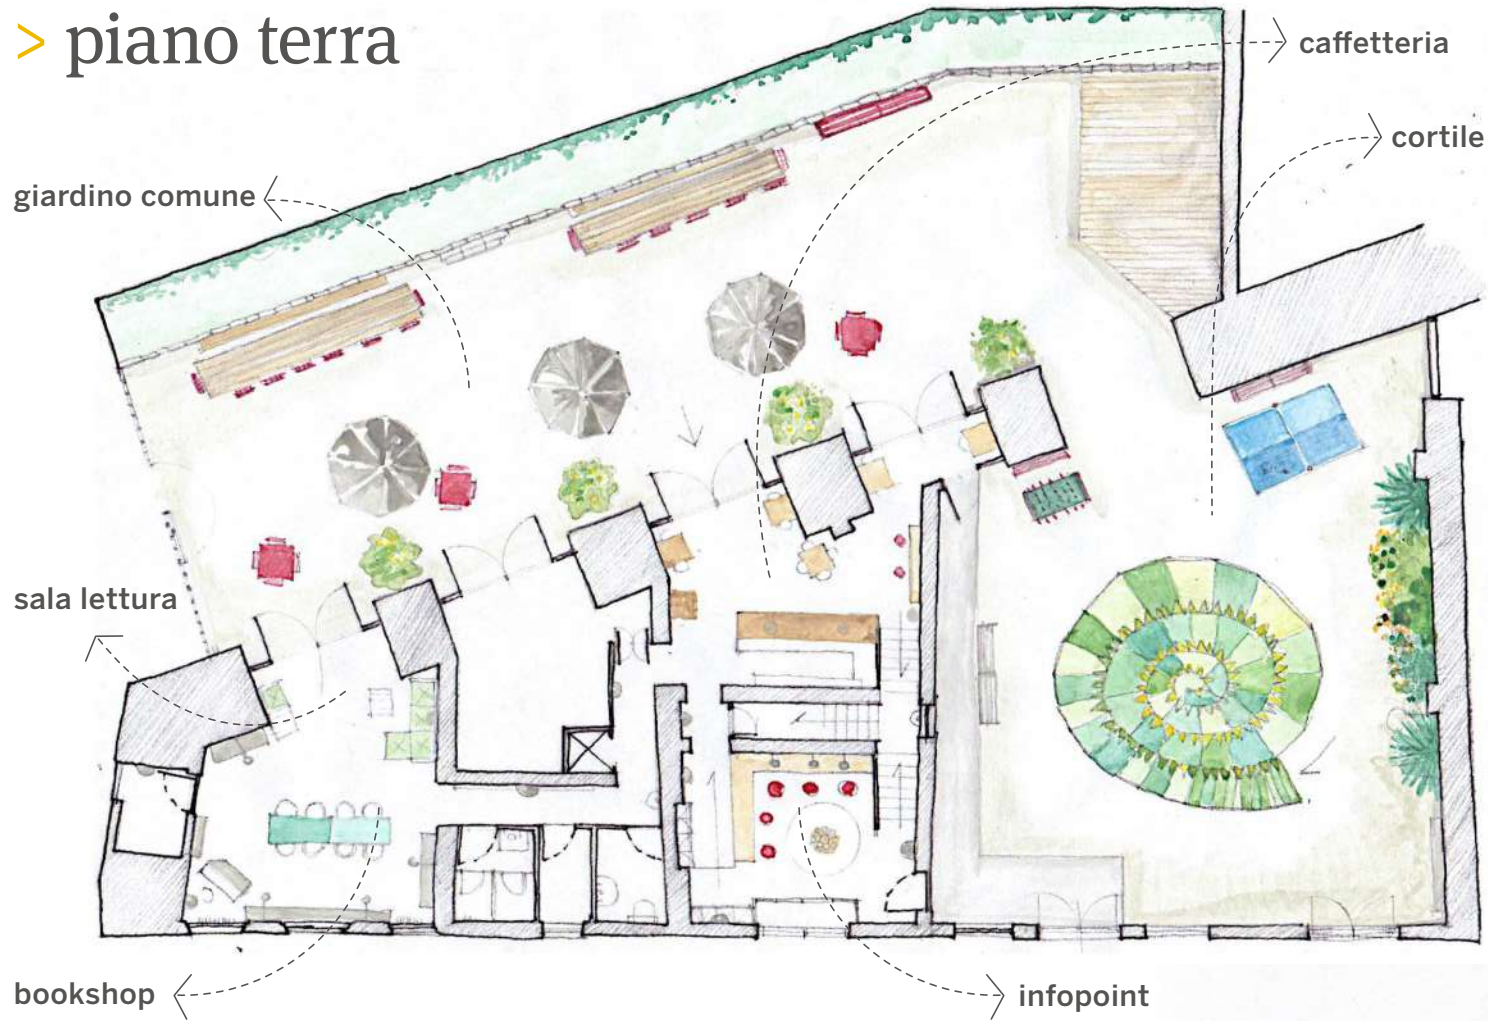 > piano terra
caffetteria
cortile
giardino comune
sala lettura
bookshop
infopoint